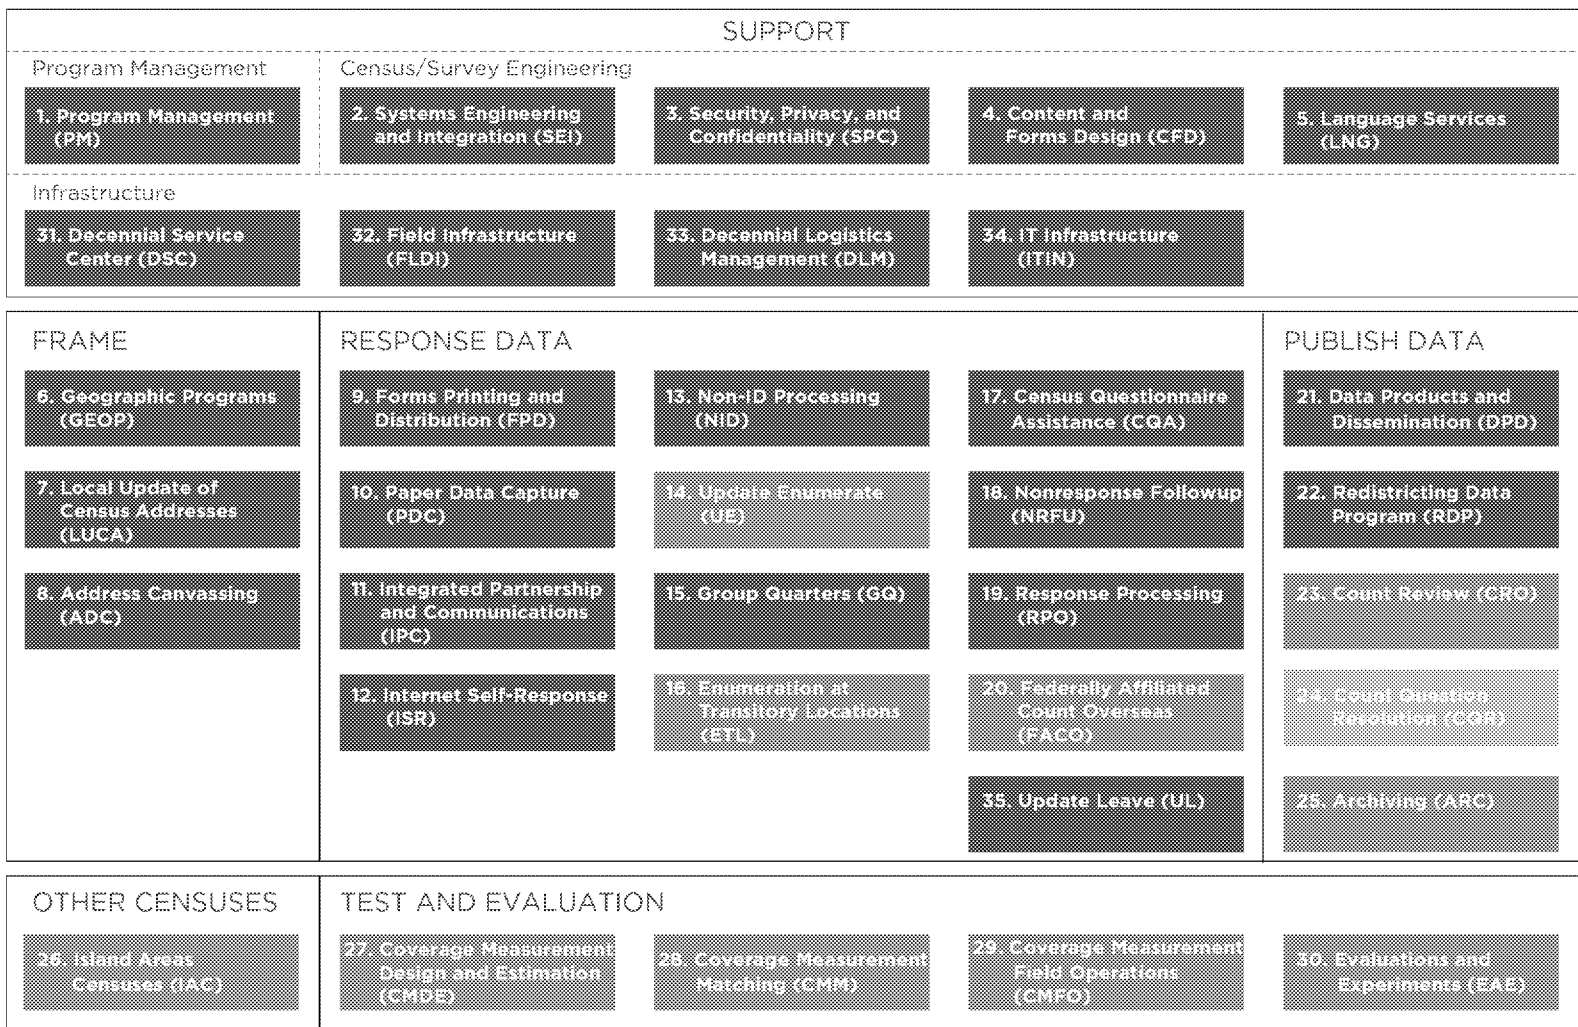 SUPPORT
Program Management
Census/Survey Engineering
1. Program Management
(PM)
2. Systems Engineering
and Integration (SEI)
3. Security, Privacy, and
Confidentiality (SPC)
4. Content and
Forms Design (CFD)
5. Language Services
(LNG)
Infrastructure
31. Decennial Service
Center (DSC)
32. Field Infrastructure
(FLDI)
33. Decennial Logistics
Management (DLM)
34. IT Infrastructure
(ITIN)
FRAME
6. Geographic Programs
(GEOP)
7. Local Update of
Census Addresses
(LUCA)
8. Address Canvassing
(ADC)
RESPONSE DATA
9. Forms Printing and
Distribution (FPD)
10. Paper Data Capture
(PDC)
11. Integrated Partnership
and Communications
(IPC)
12. Internet Self-Response
(ISR)
13. Non-ID Processing
(NID)
14. Update Enumerate
(UE)
15. Group Quarters (GQ)
16. Enumeration at
Transitory Locations
(ETL)
17. Census Questionnaire
Assistance (CQA)
18. Nonresponse Followup
(NRFU)
19. Response Processing
(RPO)
20. Federally Affiliated
Count Overseas
(FACO)
35. Update Leave (UL)
PUBLISH DATA
21. Data Products and
Dissemination (DPD)
22. Redistricting Data
Program (RDP)
23. Count Review (CRO)
24. Count Question
Resolution (CQR)
25. Archiving (ARC)
OTHER CENSUSES
26. Island Areas
Censuses (IAC)
TEST AND EVALUATION
27. Coverage Measurement
Design and Estimation
(CMDE)
28. Coverage Measurement
Matching (CMM)
29. Coverage Measurement
Field Operations
(CMFO)
30. Evaluations and
Experiments (EAE)